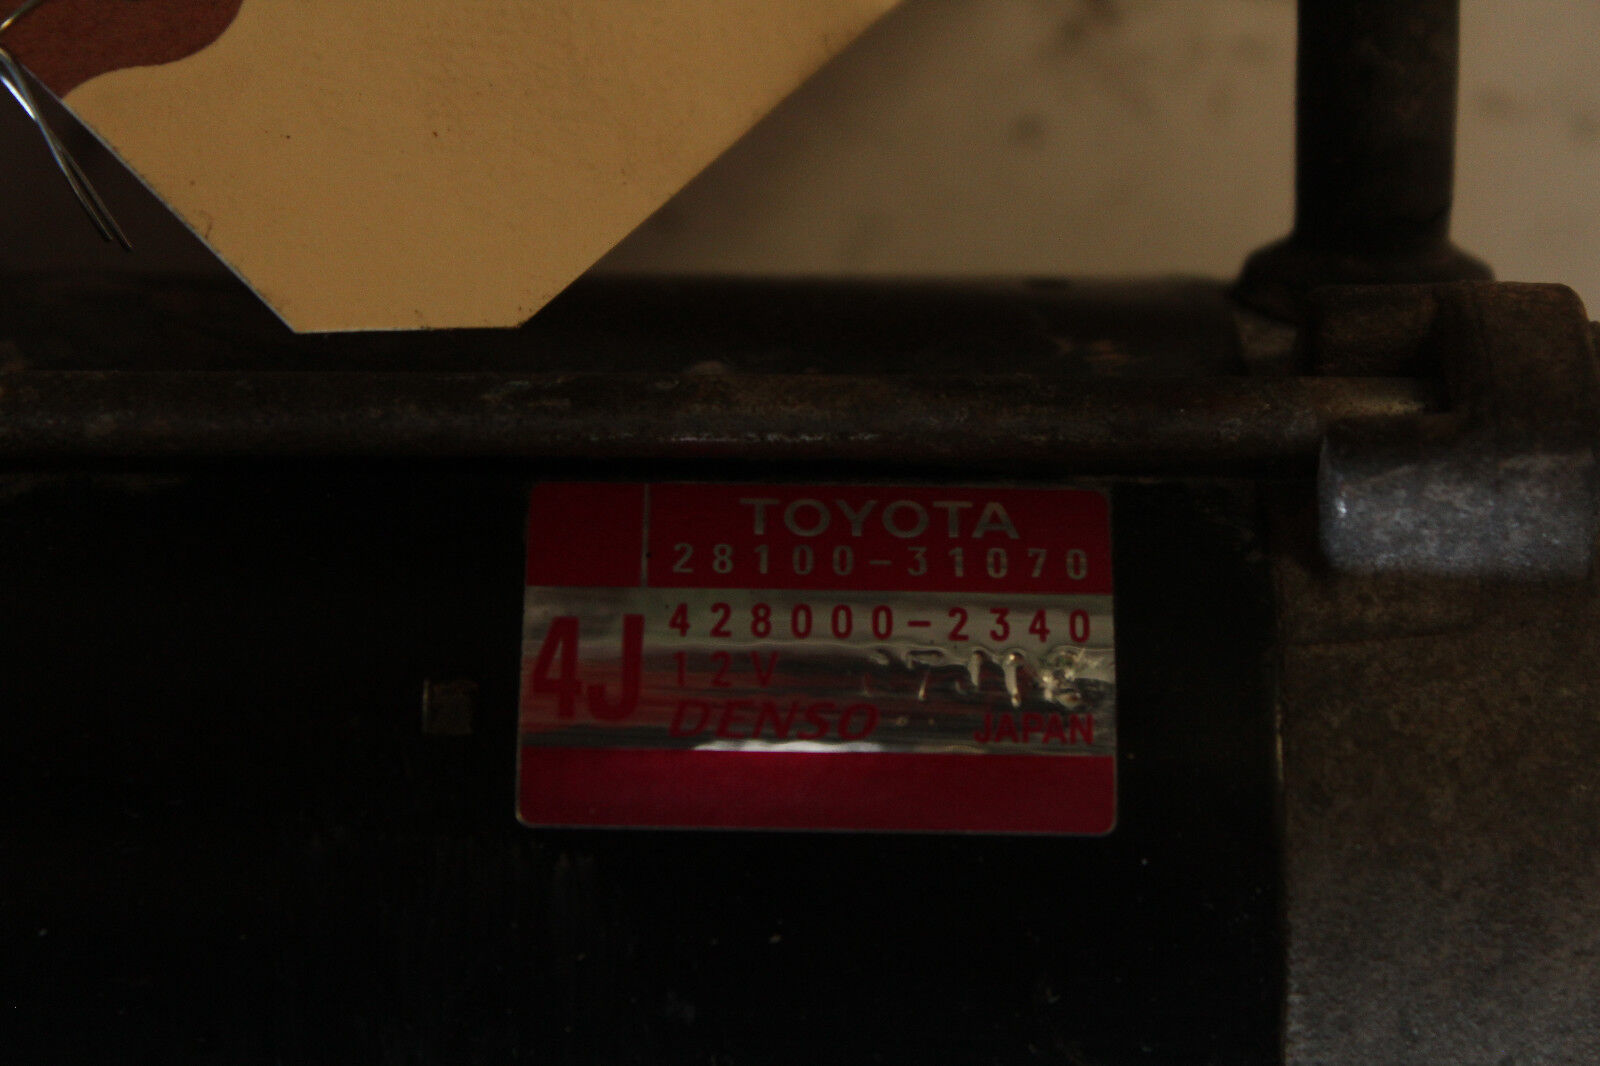 TOYOTA
28100-31070
428000-2340
4J
12V
DENSO JAPAN